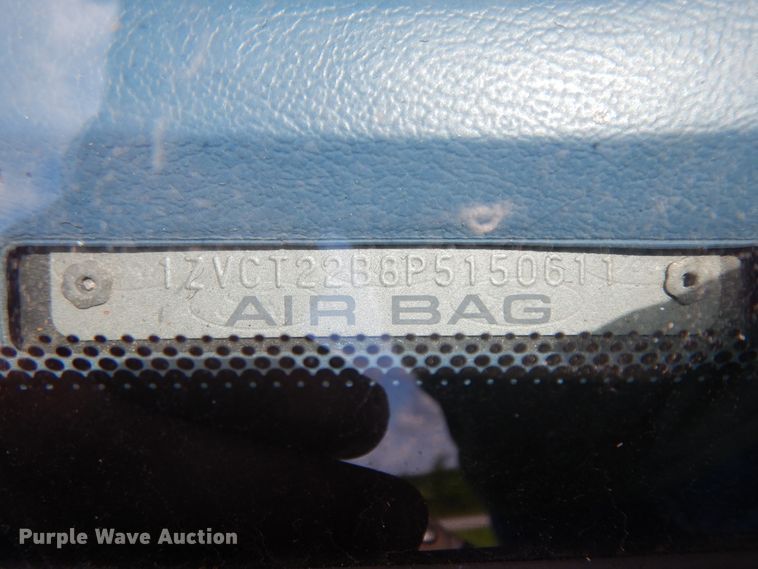 1ZVCT22B8P5150611
AIR BAG
Purple Wave Auction